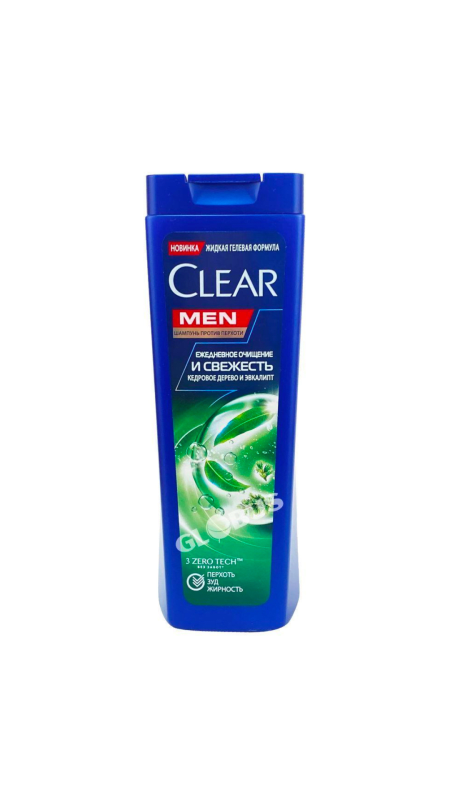 НОВИНКА ЖИДКАЯ ГЕЛЕВАЯ ФОРМУЛА
CLEAR
MEN
ШАМПУНЬ ПРОТИВ ПЕРХОТИ
ЕЖЕДНЕВНОЕ ОЧИЩЕНИЕ
И СВЕЖЕСТЬ
КЕДРОВОЕ ДЕРЕВО И ЭВКАЛИПТ
GLOBUS
3 ZERO TECH™
ПЕРХОТЬ
ЗУД
ЖИРНОСТЬ